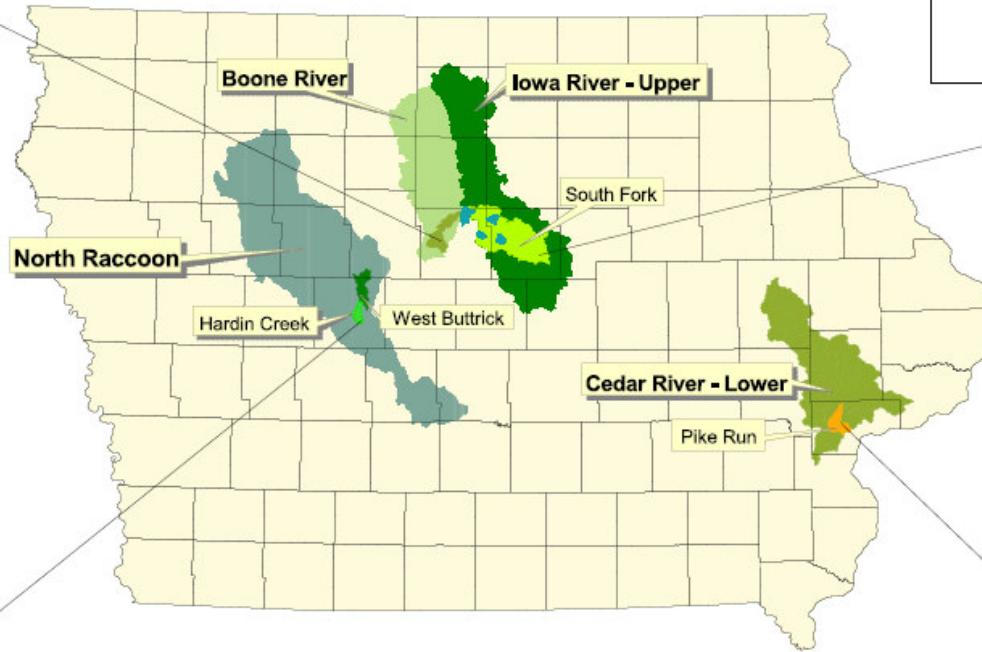 Boone River
Iowa River - Upper
South Fork
North Raccoon
Hardin Creek
West Buttrick
Cedar River - Lower
Pike Run